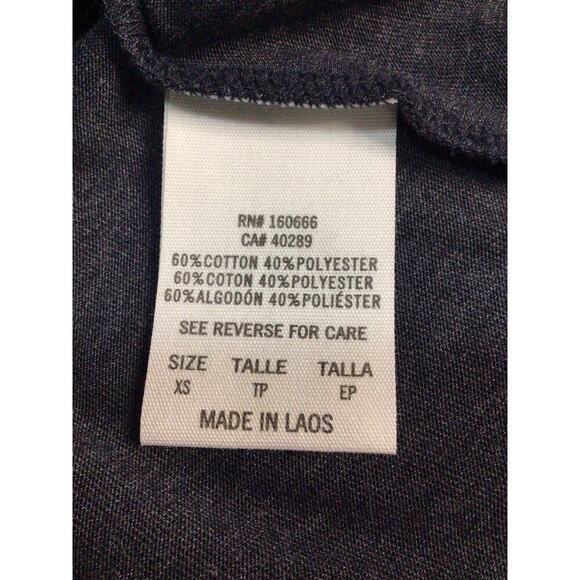 RN# 160666
CA# 40289
60%COTTON 40%POLYESTER
60%COTON 40%POLYESTER
60%ALGODÓN 40%POLIÉSTER
SEE REVERSE FOR CARE
SIZE TALLE TALLA
XS TP EP
MADE IN LAOS